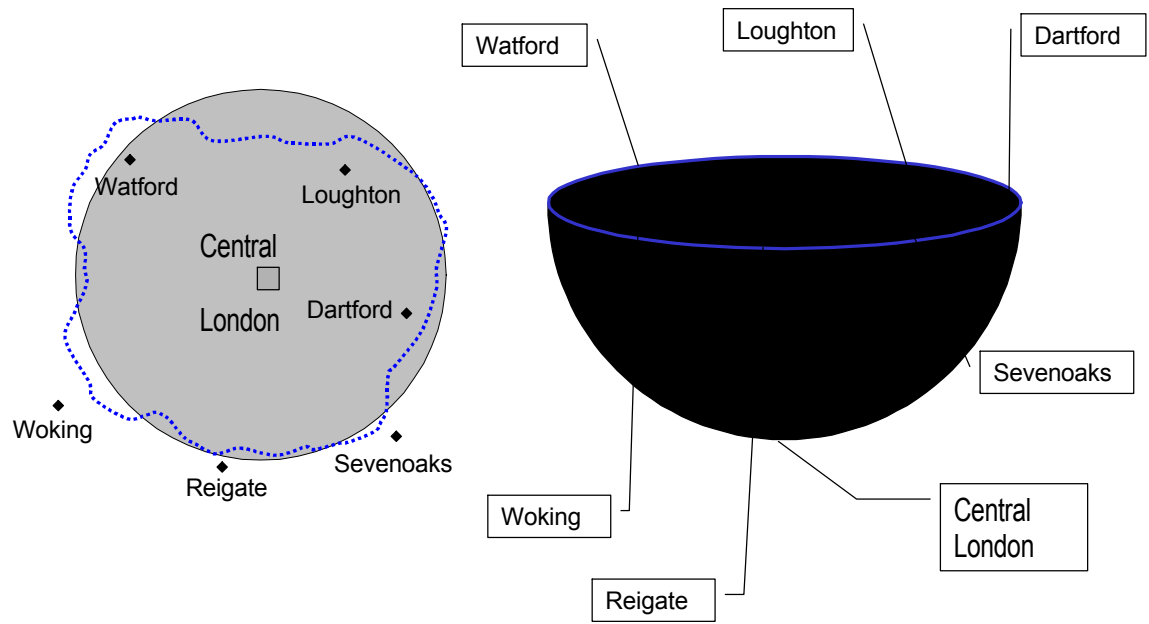 Watford
Loughton
Central
London
Dartford
Woking
Reigate
Sevenoaks
Watford
Loughton
Dartford
Sevenoaks
Woking
Central
London
Reigate